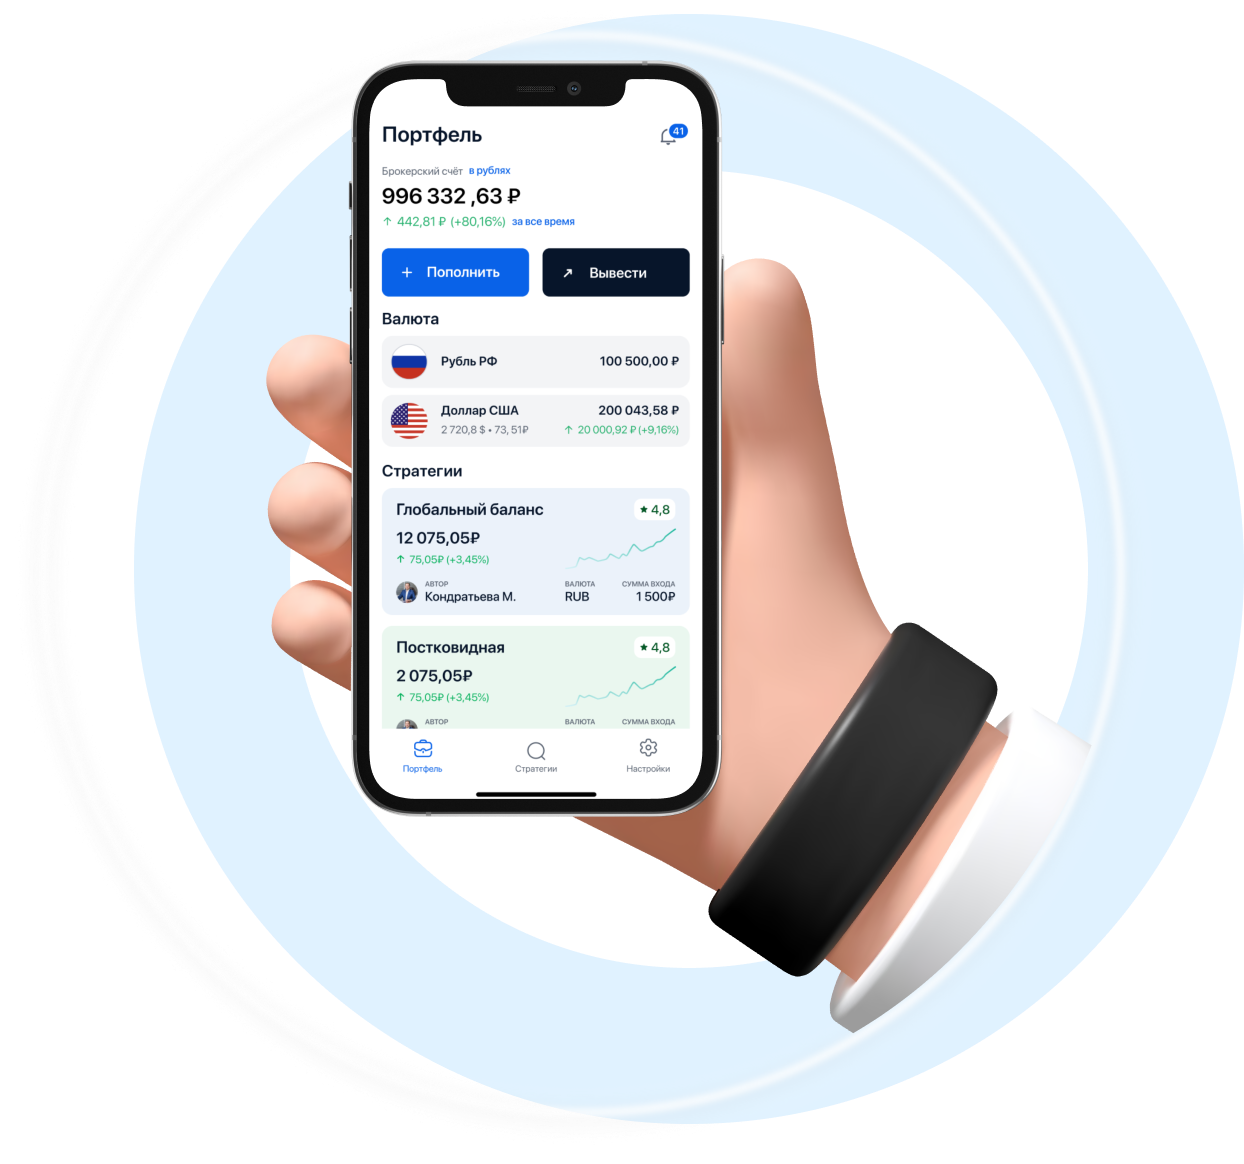 Портфель
41
Брокерский счёт в рублях
996 332 ,63 ₽
↑ 442,81 ₽ (+80,16%) за все время
+ Пополнить
↗ Вывести
Валюта
Рубль РФ 100 500,00 ₽
Доллар США 200 043,58 ₽
2 720,8 $ • 73, 51₽ ↑ 20 000,92 ₽ (+9,16%)
Стратегии
Глобальный баланс ★ 4,8
12 075,05₽
↑ 75,05₽ (+3,45%)
АВТОР ВАЛЮТА СУММА ВХОДА
Кондратьева М. RUB 1 500₽
Постковидная ★ 4,8
2 075,05₽
↑ 75,05₽ (+3,45%)
АВТОР ВАЛЮТА СУММА ВХОДА
Портфель Стратегии Настройки